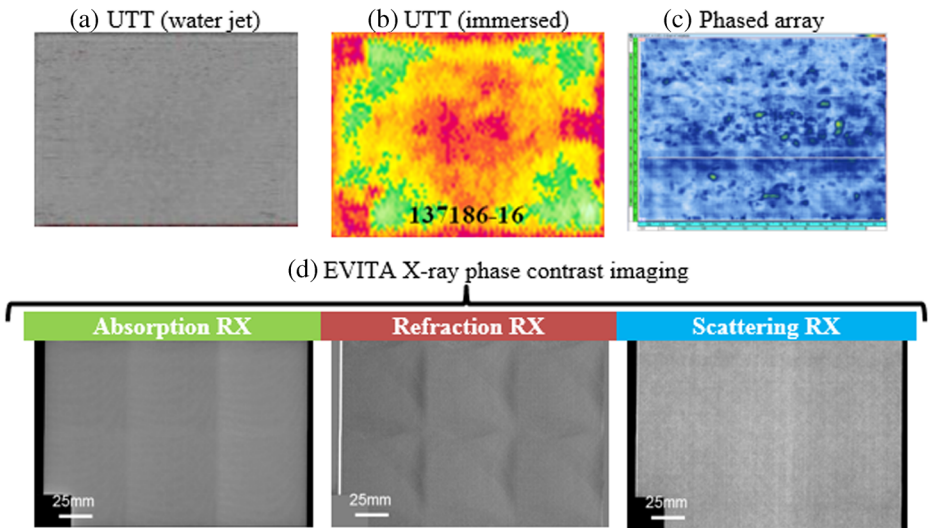 (a) UTT (water jet)
(b) UTT (immersed)
(c) Phased array
137186-16
(d) EVITA X-ray phase contrast imaging
Absorption RX
Refraction RX
Scattering RX
25mm
25mm
25mm